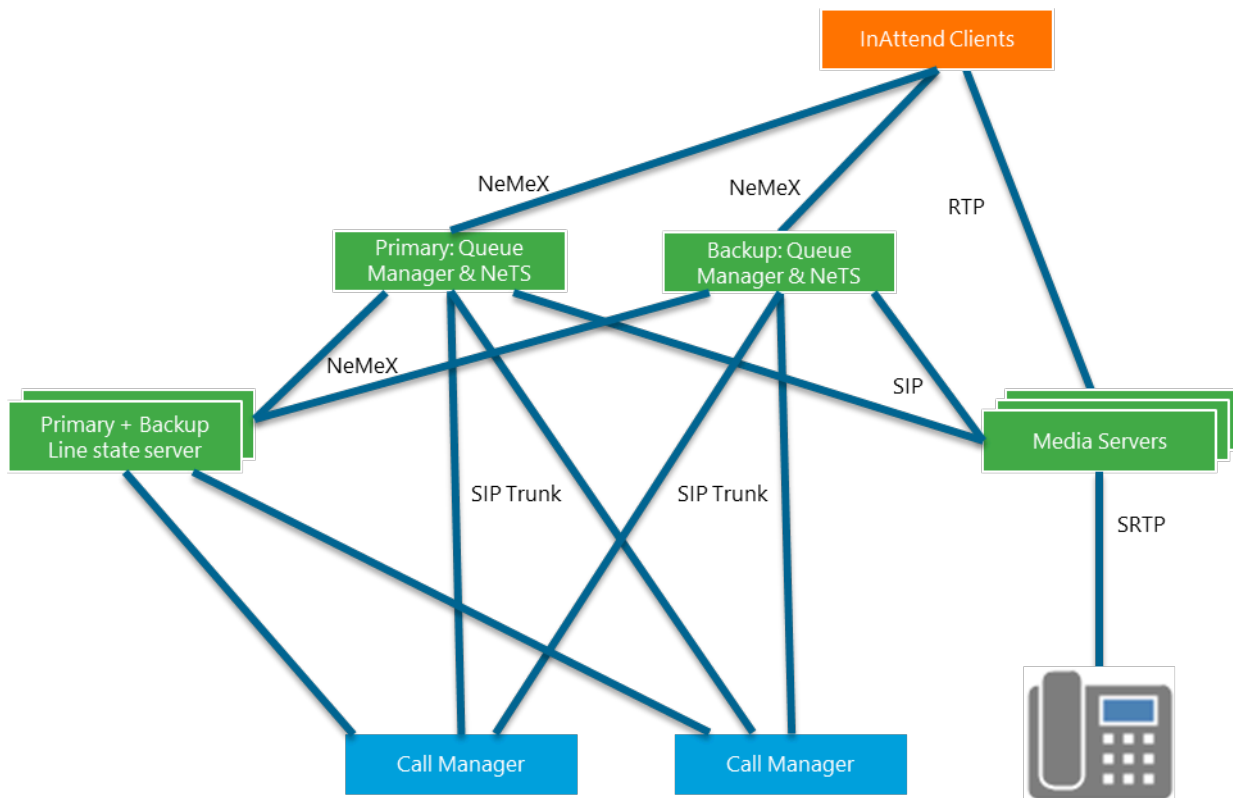 InAttend Clients
NeMeX
NeMeX
RTP
Primary: Queue
Manager & NeTS
Backup: Queue
Manager & NeTS
NeMeX
SIP
Primary + Backup
Line state server
Media Servers
SIP Trunk
SIP Trunk
SRTP
Call Manager
Call Manager